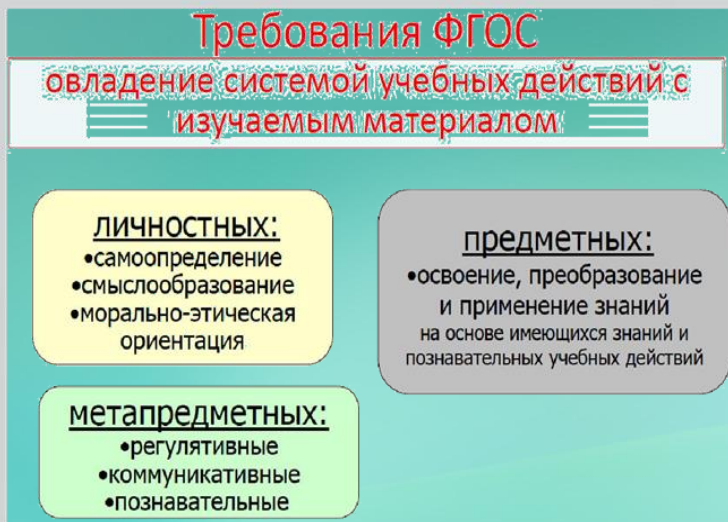 Требования ФГОС
овладение системой учебных действий с
изучаемым материалом
личностных:
•самоопределение
•смыслообразование
•морально-этическая
ориентация
предметных:
•освоение, преобразование
и применение знаний
на основе имеющихся знаний и
познавательных учебных действий
метапредметных:
•регулятивные
•коммуникативные
•познавательные